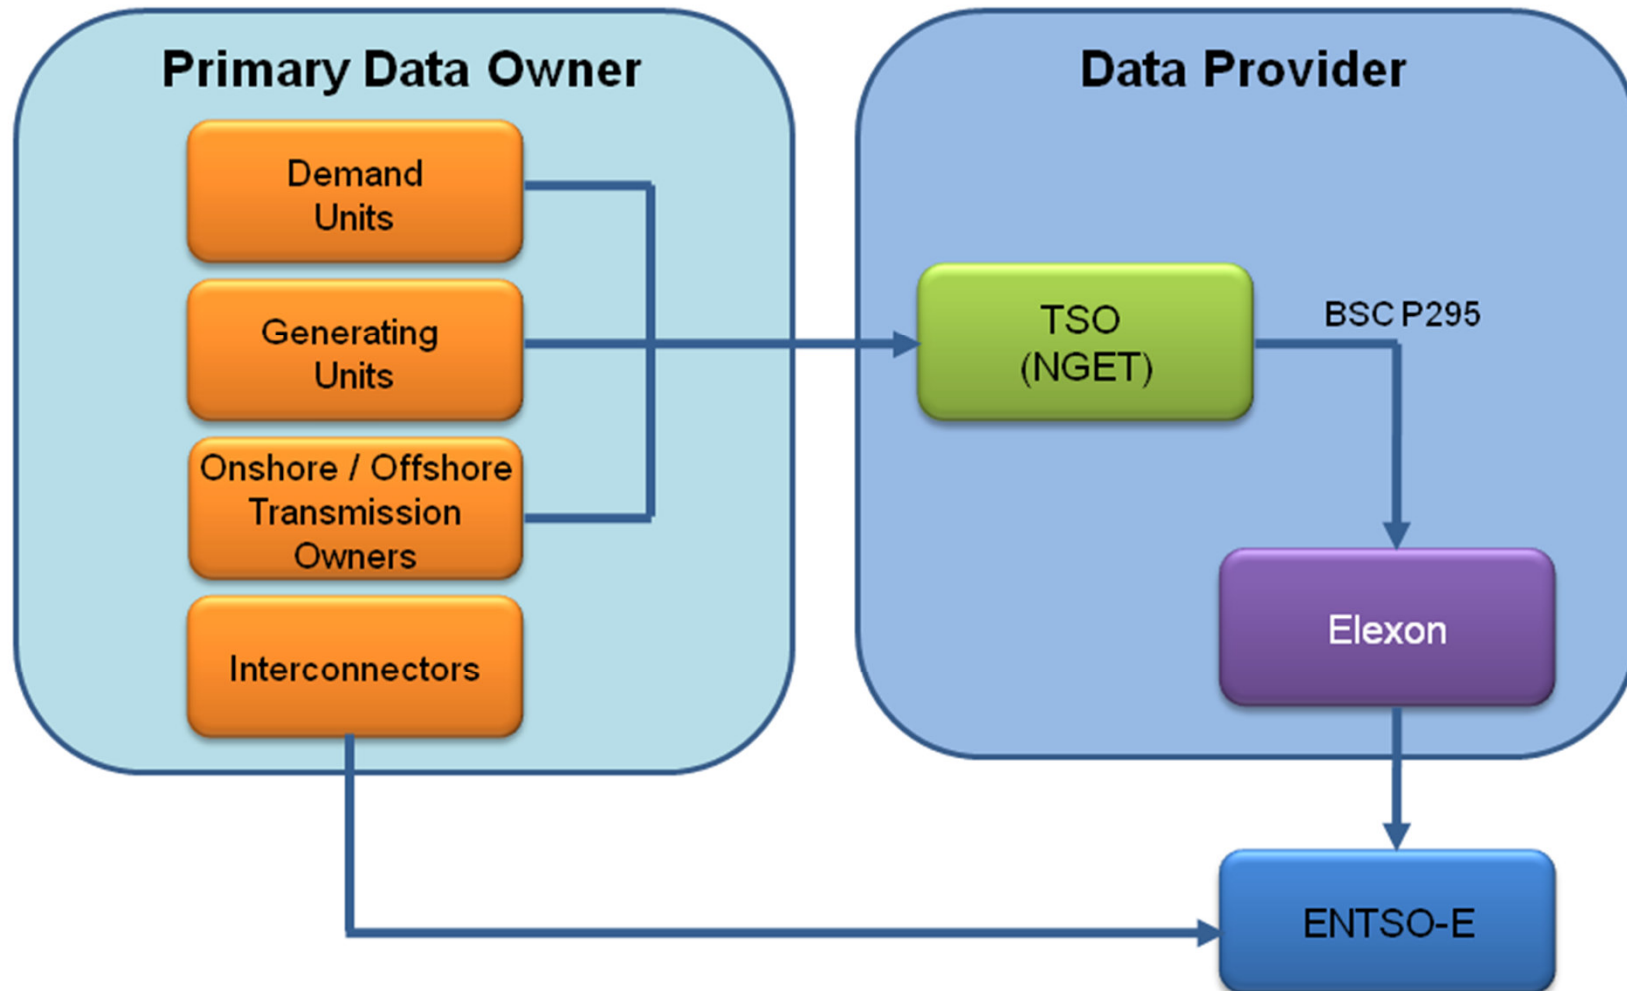 Primary Data Owner
Demand
Units
Generating
Units
Onshore / Offshore
Transmission
Owners
Interconnectors
Data Provider
TSO
(NGET)
BSC P295
Elexon
ENTSO-E